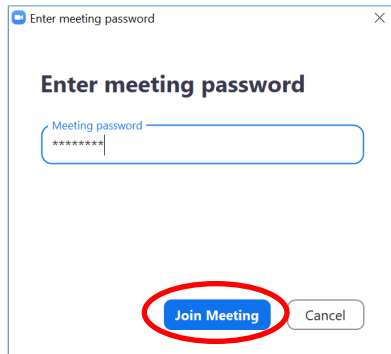 Enter meeting password
Enter meeting password
Meeting password
********
Join Meeting
Cancel